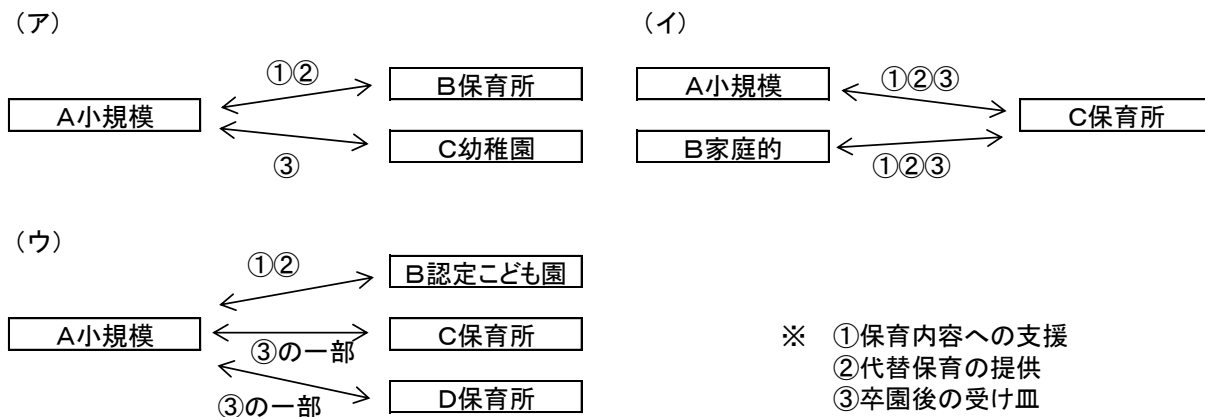 （ア）
①②
B保育所
A小規模
C幼稚園
③
（イ）
A小規模
①②③
C保育所
B家庭的
①②③
（ウ）
①②
B認定こども園
A小規模
C保育所
③の一部
D保育所
③の一部
※　①保育内容への支援
②代替保育の提供
③卒園後の受け皿